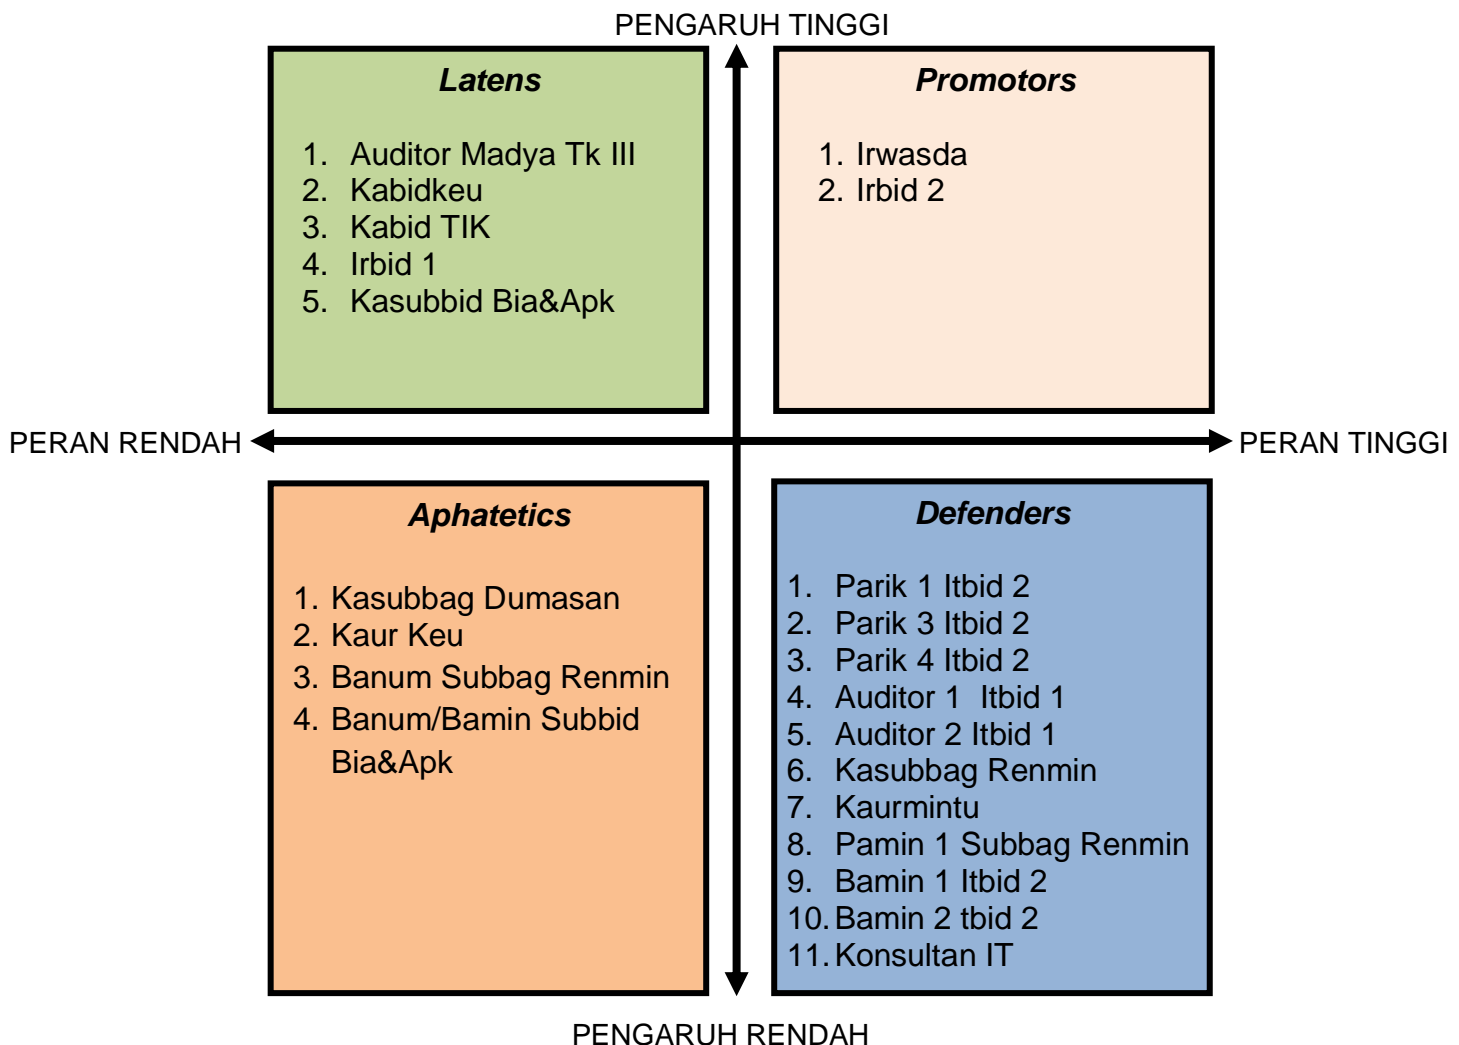 PENGARUH TINGGI
Latens
1. Auditor Madya Tk III
2. Kabidkeu
3. Kabid TIK
4. Irbid 1
5. Kasubbid Bia&Apk
Promotors
1. Irwasda
2. Irbid 2
PERAN RENDAH
PERAN TINGGI
Aphatetics
1. Kasubbag Dumasan
2. Kaur Keu
3. Banum Subbag Renmin
4. Banum/Bamin Subbid
Bia&Apk
Defenders
1. Parik 1 Itbid 2
2. Parik 3 Itbid 2
3. Parik 4 Itbid 2
4. Auditor 1 Itbid 1
5. Auditor 2 Itbid 1
6. Kasubbag Renmin
7. Kaurmintu
8. Pamin 1 Subbag Renmin
9. Bamin 1 Itbid 2
10. Bamin 2 tbid 2
11. Konsultan IT
PENGARUH RENDAH